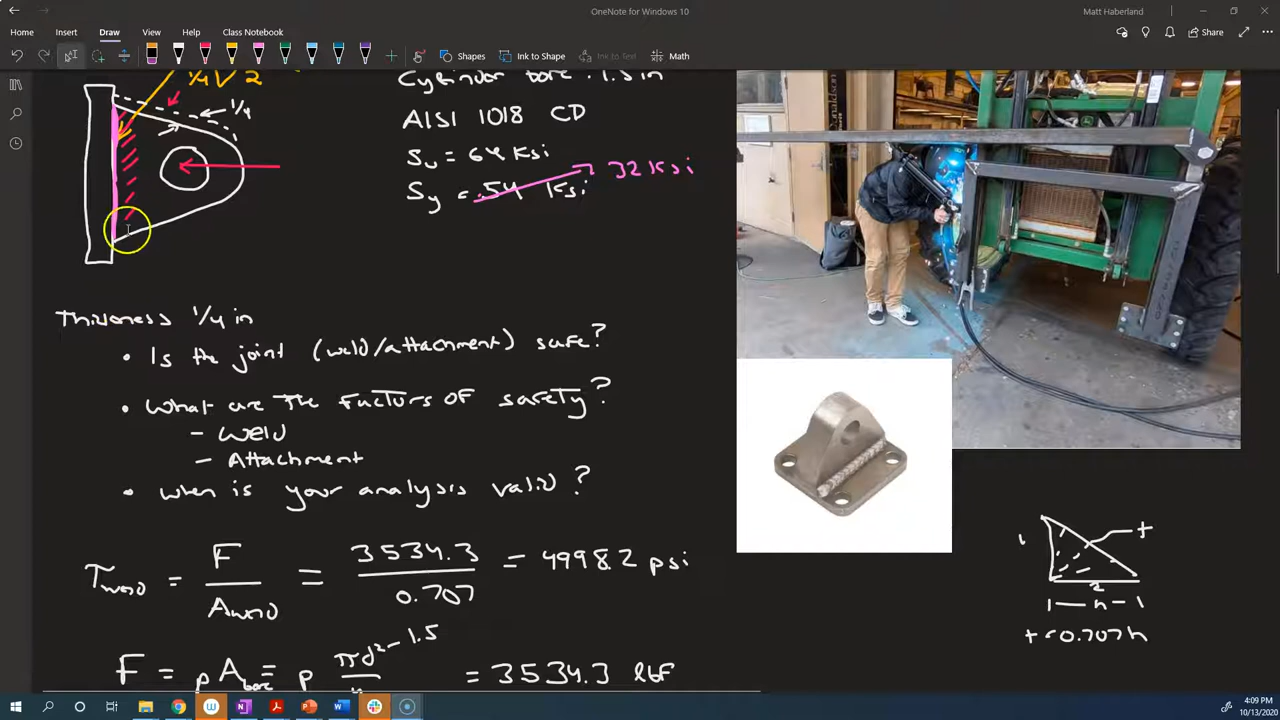 OneNote for Windows 10
Matt Haberland
Home Insert Draw View Class Notebook
Share
Shapes Ink to Shape Ink to Text Math
1/4 V 2
1/4
Cylinder bore : 1.5 in
AISI 1018 CD
Su = 64 Ksi
Sy = 54 Ksi → 32 Ksi
Thickness 1/4 in
• Is the joint (weld/attachment) safe?
• What are the factors of safety?
- Weld
- Attachment
• when is your analysis valid?
τweld = F / Aweld = 3534.3 / 0.707 = 4998.2 psi
F = p Abore = p πd² - 1.5 / 4 = 3534.3 lbf
t
h
t = 0.707 h
4:09 PM
10/13/2020